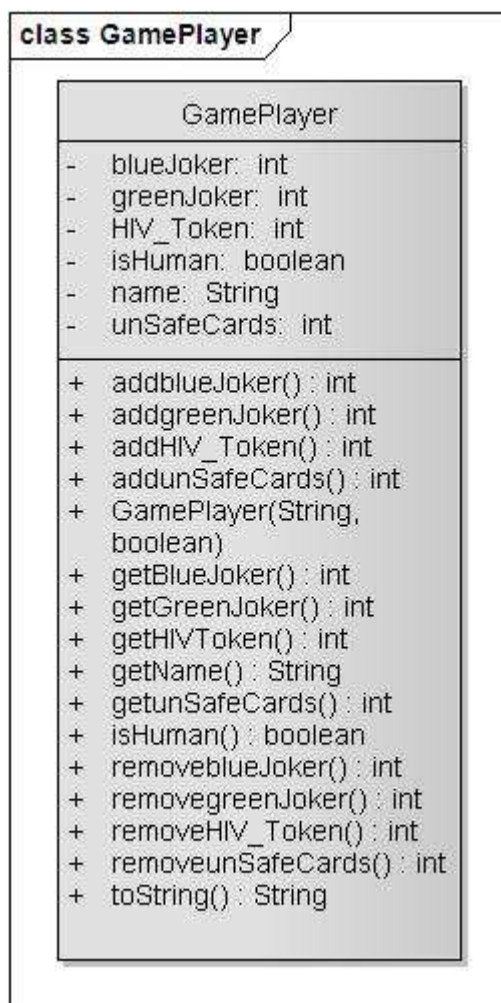 class GamePlayer
GamePlayer
- blueJoker: int
- greenJoker: int
- HIV_Token: int
- isHuman: boolean
- name: String
- unSafeCards: int
+ addblueJoker() : int
+ addgreenJoker() : int
+ addHIV_Token() : int
+ addunSafeCards() : int
+ GamePlayer(String,
boolean)
+ getBlueJoker() : int
+ getGreenJoker() : int
+ getHIVToken() : int
+ getName() : String
+ getunSafeCards() : int
+ isHuman() : boolean
+ removeblueJoker() : int
+ removegreenJoker() : int
+ removeHIV_Token() : int
+ removeunSafeCards() : int
+ toString() : String